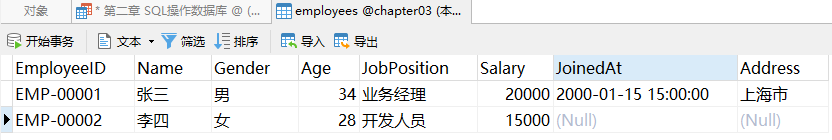 对象 * 第二章 SQL操作数据库 @ (... employees @chapter03 (本...
开始事务 文本 筛选 排序 导入 导出
EmployeeID Name Gender Age JobPosition Salary JoinedAt Address
EMP-00001 张三 男 34 业务经理 20000 2000-01-15 15:00:00 上海市
EMP-00002 李四 女 28 开发人员 15000 (Null) (Null)